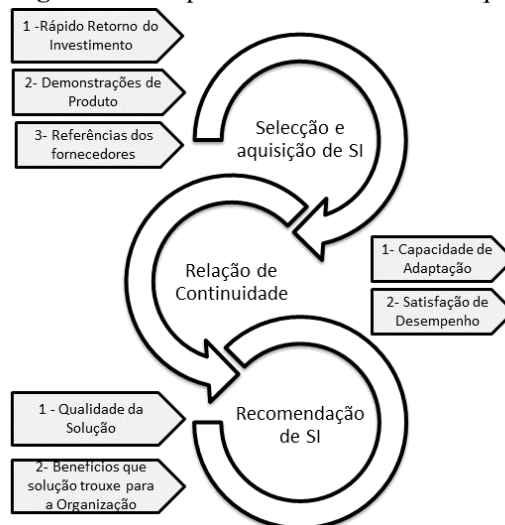 1 -Rápido Retorno do
Investimento
2- Demonstrações de
Produto
3- Referências dos
fornecedores
Selecção e
aquisição de SI
Relação de
Continuidade
1- Capacidade de
Adaptação
2- Satisfação de
Desempenho
1 - Qualidade da
Solução
2- Benefícios que
solução trouxe para
a Organização
Recomendação
de SI